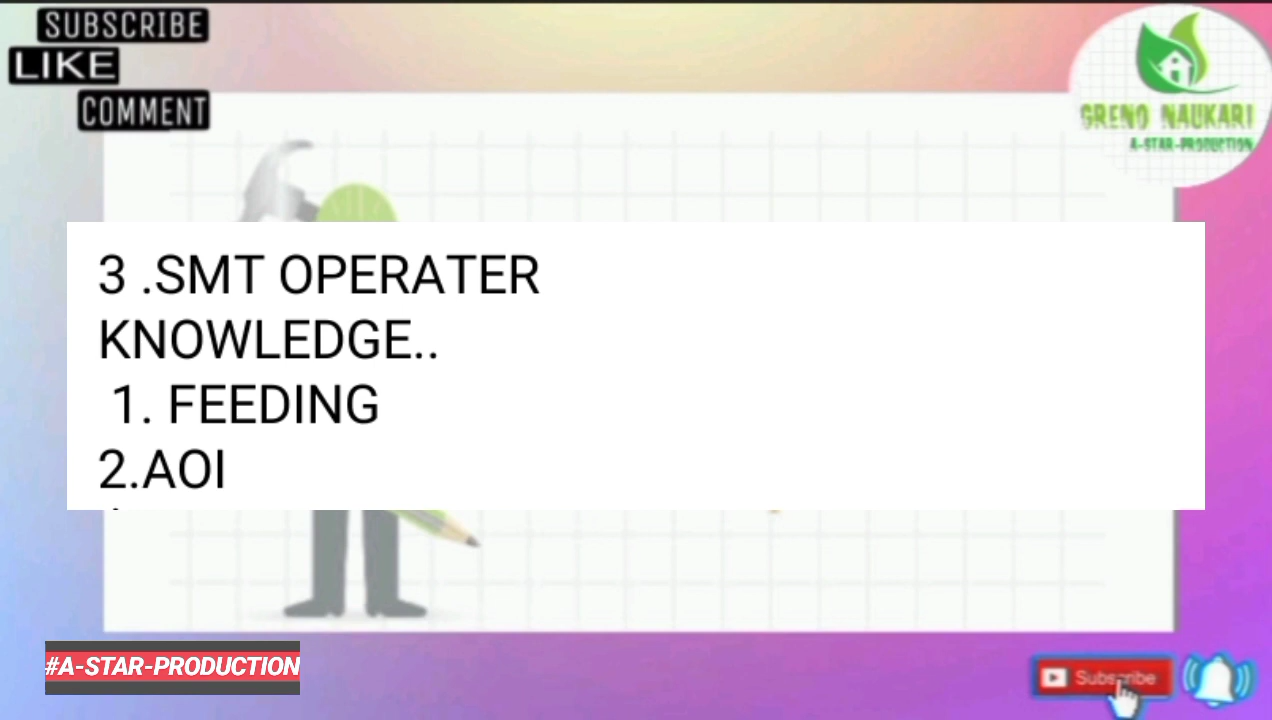 SUBSCRIBE
LIKE
COMMENT
GRENO NAUKARI
A-STAR-PRODUCTION
3 .SMT OPERATER
KNOWLEDGE..
1. FEEDING
2.AOI
#A-STAR-PRODUCTION
Subscribe